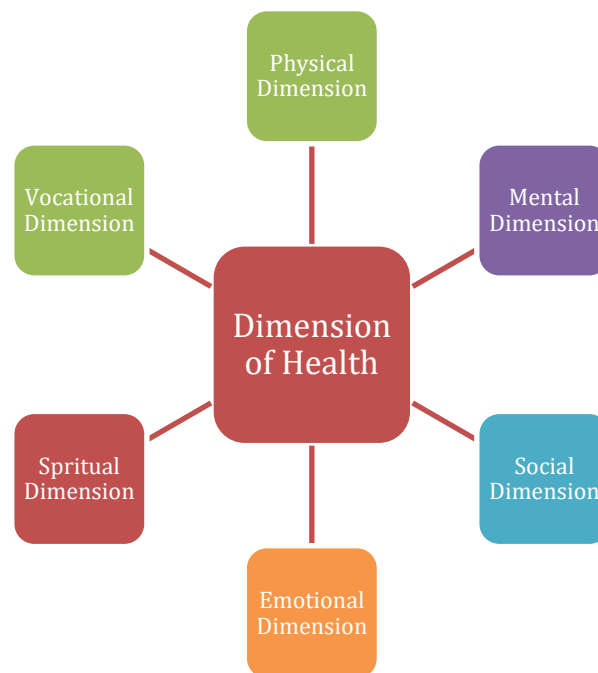 Physical
Dimension
Vocational
Dimension
Mental
Dimension
Dimension
of Health
Spritual
Dimension
Social
Dimension
Emotional
Dimension